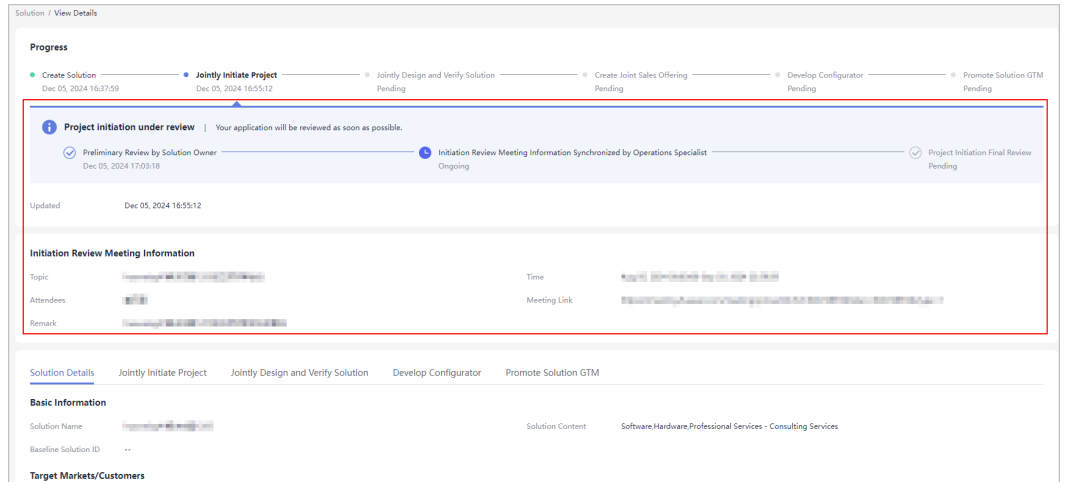 Solution / View Details
Progress
Create Solution Jointly Initiate Project Jointly Design and Verify Solution Create Joint Sales Offering Develop Configurator Promote Solution GTM
Dec 05, 2024 16:37:59 Dec 05, 2024 16:55:12 Pending Pending Pending Pending
Project initiation under review | Your application will be reviewed as soon as possible.
Preliminary Review by Solution Owner Initiation Review Meeting Information Synchronized by Operations Specialist Project Initiation Final Review
Dec 05, 2024 17:03:18 Ongoing Pending
Updated Dec 05, 2024 16:55:12
Initiation Review Meeting Information
Topic Time
Attendees Meeting Link
Remark
Solution Details Jointly Initiate Project Jointly Design and Verify Solution Develop Configurator Promote Solution GTM
Basic Information
Solution Name Solution Content Software,Hardware,Professional Services - Consulting Services
Baseline Solution ID --
Target Markets/Customers